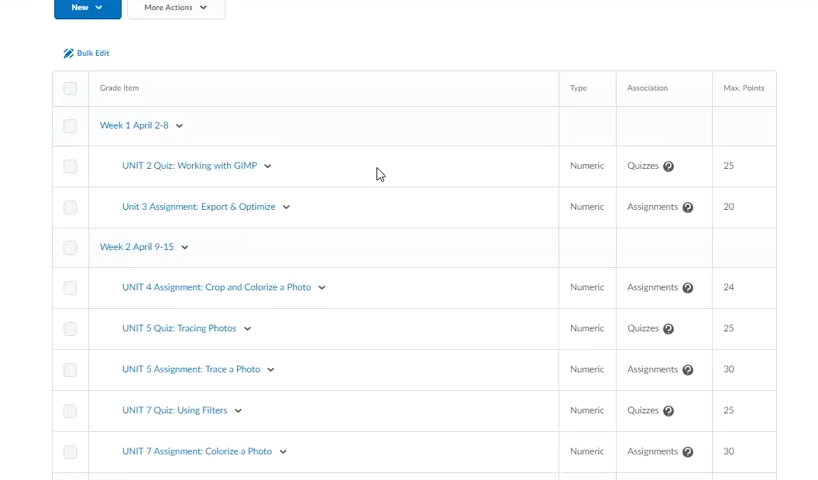 New
More Actions
Bulk Edit
Grade Item Type Association Max. Points
Week 1 April 2-8
UNIT 2 Quiz: Working with GIMP Numeric Quizzes 25
Unit 3 Assignment: Export & Optimize Numeric Assignments 20
Week 2 April 9-15
UNIT 4 Assignment: Crop and Colorize a Photo Numeric Assignments 24
UNIT 5 Quiz: Tracing Photos Numeric Quizzes 25
UNIT 5 Assignment: Trace a Photo Numeric Assignments 30
UNIT 7 Quiz: Using Filters Numeric Quizzes 25
UNIT 7 Assignment: Colorize a Photo Numeric Assignments 30